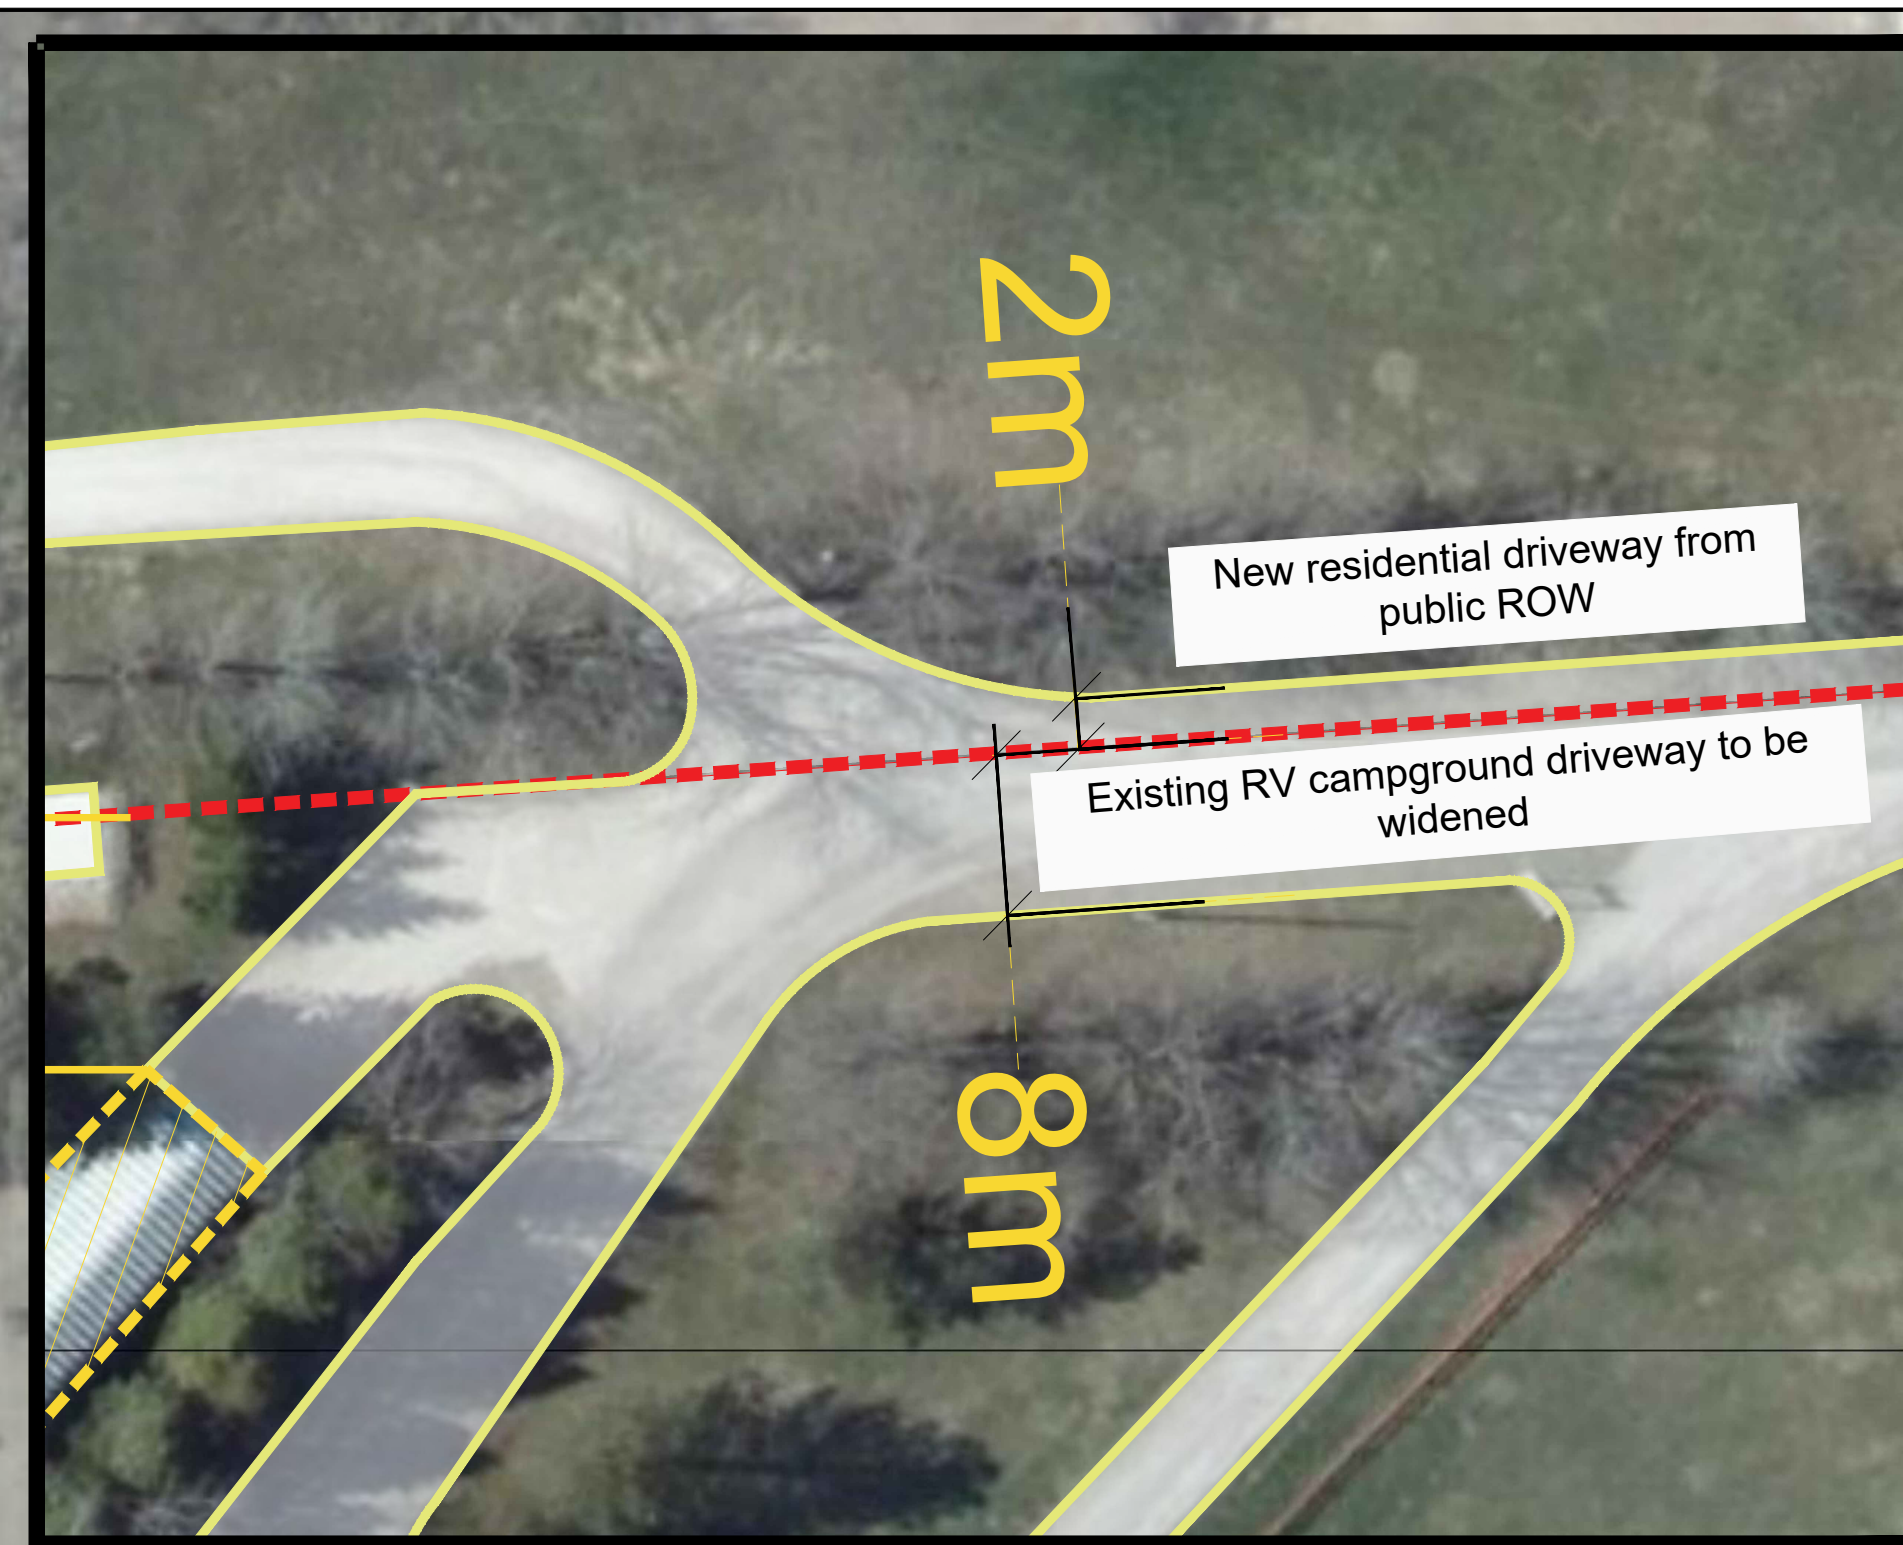 2m
New residential driveway from
public ROW
Existing RV campground driveway to be
widened
8m